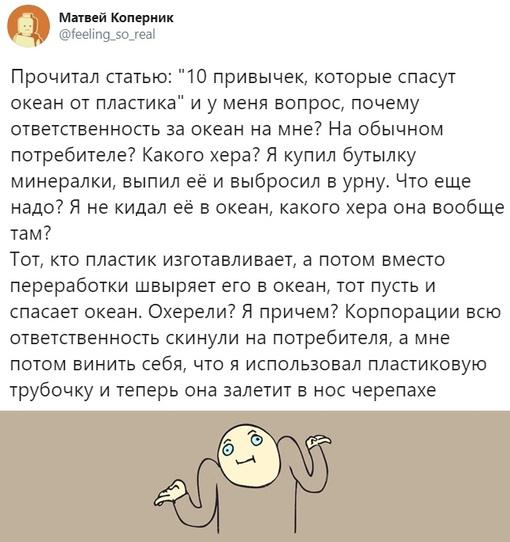 Матвей Коперник
@feeling_so_real
Прочитал статью: "10 привычек, которые спасут
океан от пластика" и у меня вопрос, почему
ответственность за океан на мне? На обычном
потребителе? Какого хера? Я купил бутылку
минералки, выпил её и выбросил в урну. Что еще
надо? Я не кидал её в океан, какого хера она вообще
там?
Тот, кто пластик изготавливает, а потом вместо
переработки швыряет его в океан, тот пусть и
спасает океан. Охерели? Я причем? Корпорации всю
ответственность скинули на потребителя, а мне
потом винить себя, что я использовал пластиковую
трубочку и теперь она залетит в нос черепахе